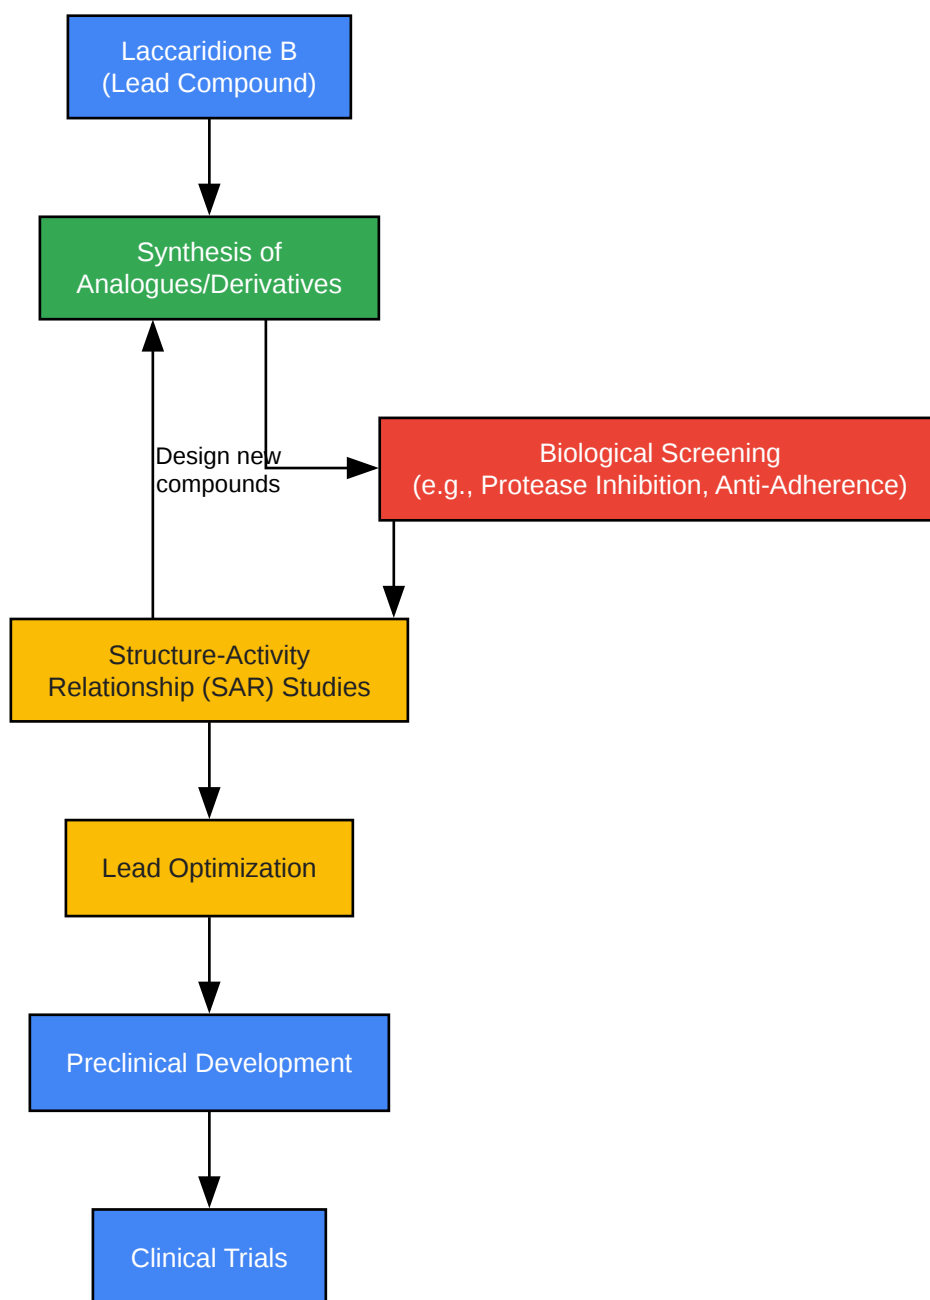 Laccaridione B
(Lead Compound)
Synthesis of
Analogues/Derivatives
Design new
compounds
Biological Screening
(e.g., Protease Inhibition, Anti-Adherence)
Structure-Activity
Relationship (SAR) Studies
Lead Optimization
Preclinical Development
Clinical Trials